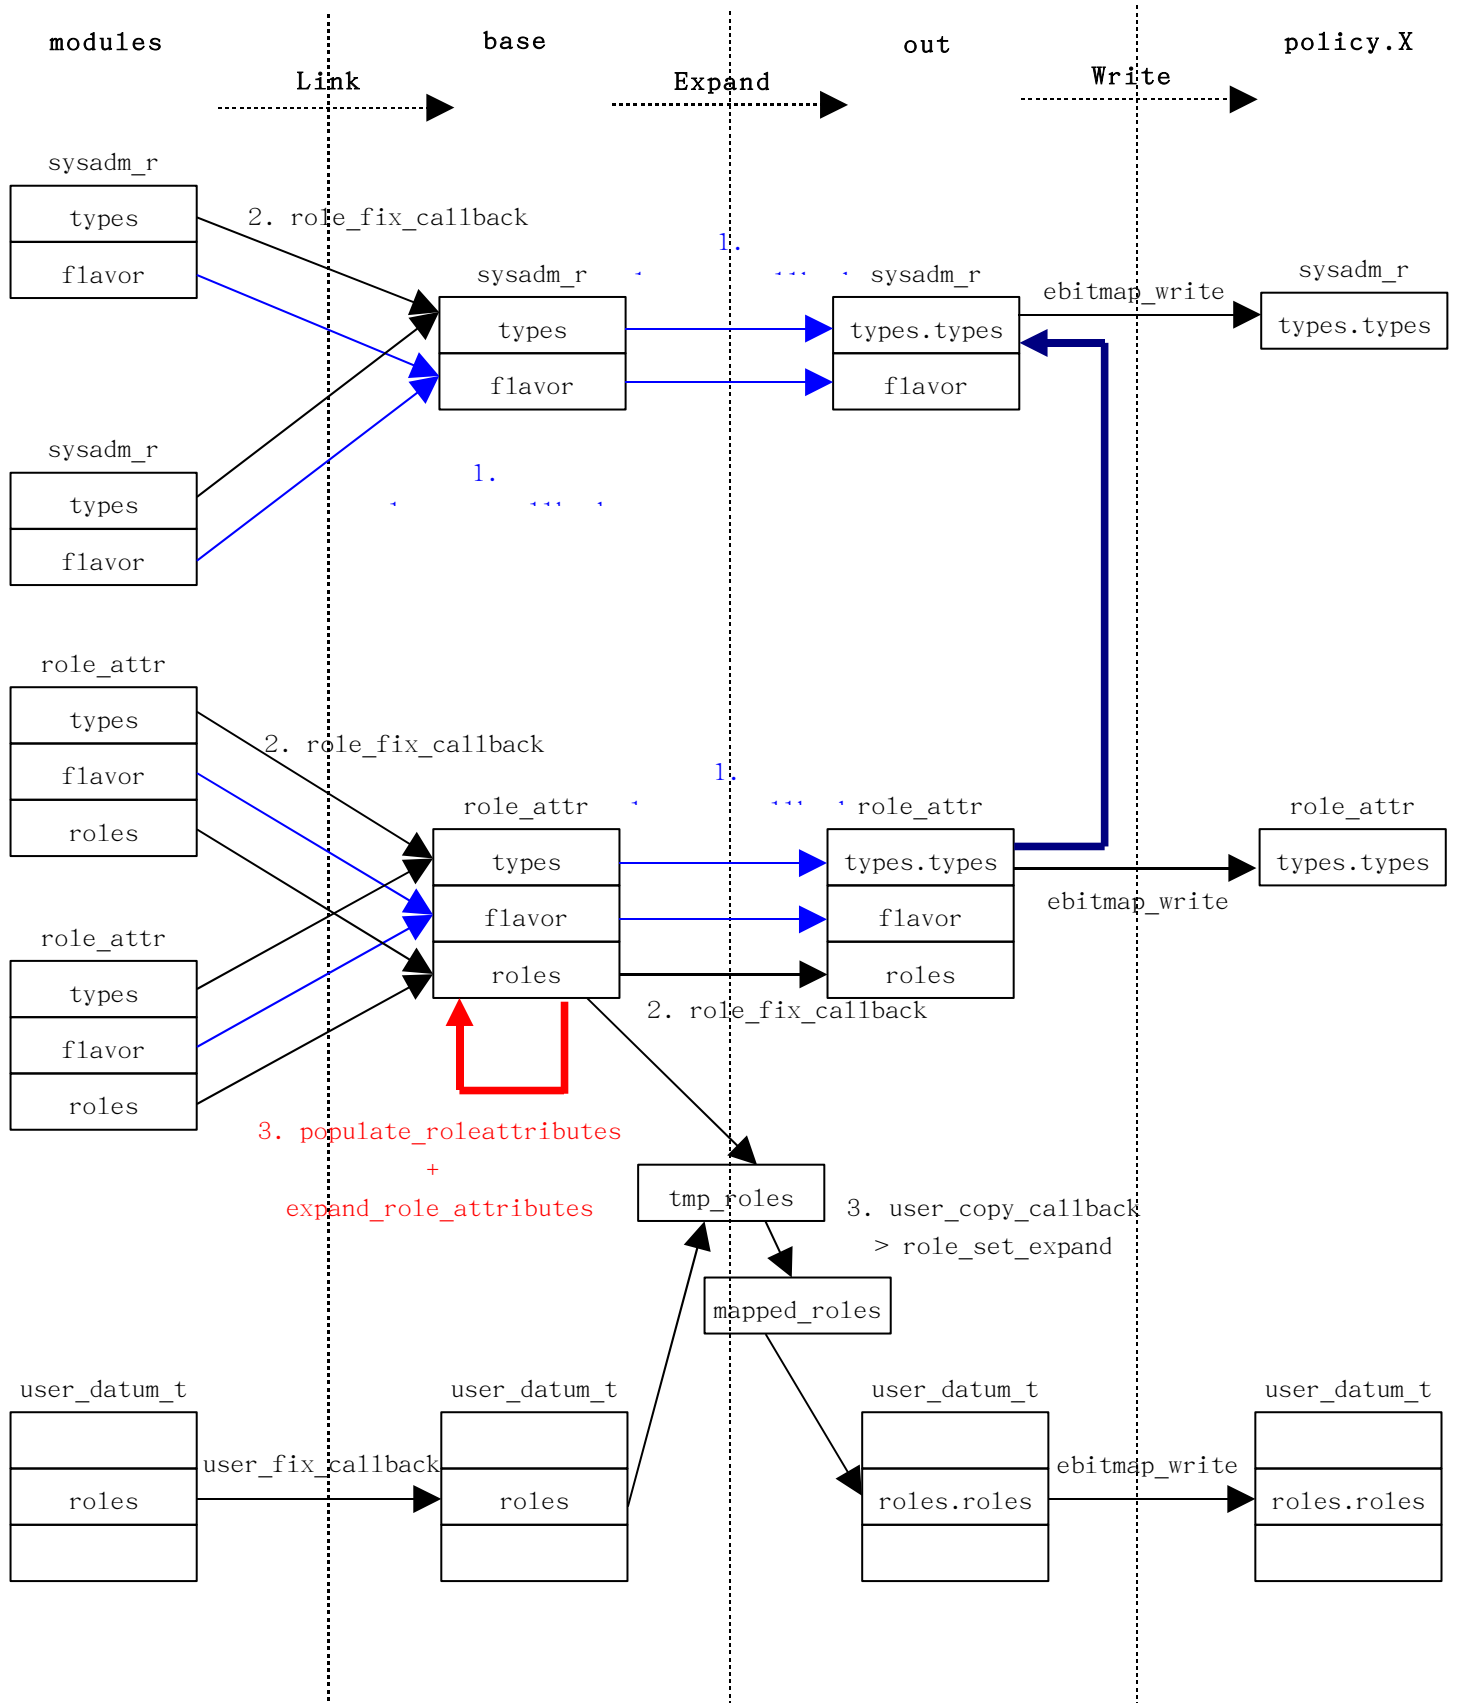 modules
base
out
policy.X
Link
Expand
Write
sysadm_r
types
flavor
2. role_fix_callback
1.
sysadm_r
types
flavor
sysadm_r
types.types
flavor
ebitmap_write
sysadm_r
types.types
sysadm_r
types
flavor
1.
role_attr
types
flavor
roles
2. role_fix_callback
1.
role_attr
types
flavor
roles
role_attr
types.types
flavor
roles
role_attr
types.types
ebitmap_write
role_attr
types
flavor
roles
2. role_fix_callback
3. populate_roleattributes
+
expand_role_attributes
tmp_roles
3. user_copy_callback
> role_set_expand
mapped_roles
user_datum_t
roles
user_fix_callback
user_datum_t
roles
user_datum_t
roles.roles
ebitmap_write
user_datum_t
roles.roles